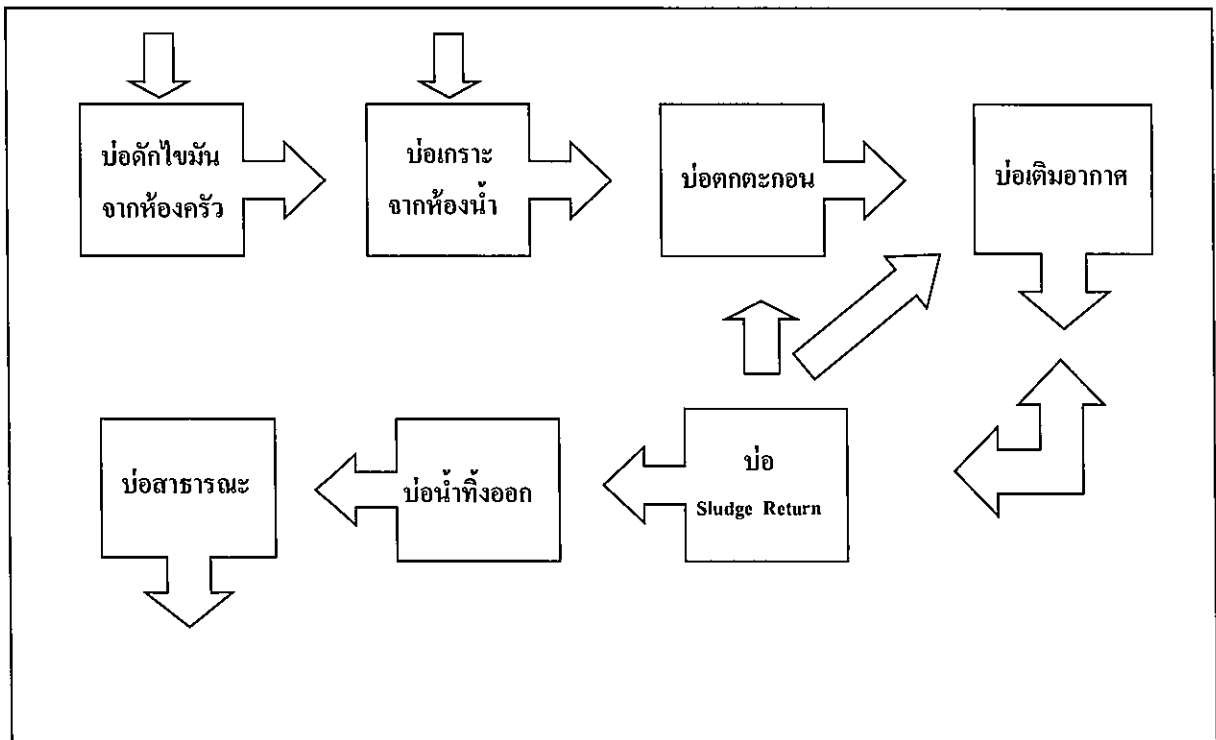 บ่อดักไขมัน
จากห้องครัว
บ่อเกราะ
จากห้องน้ำ
บ่อตกตะกอน
บ่อเติมอากาศ
บ่อสาธารณะ
บ่อน้ำทิ้งออก
บ่อ
Sludge Return